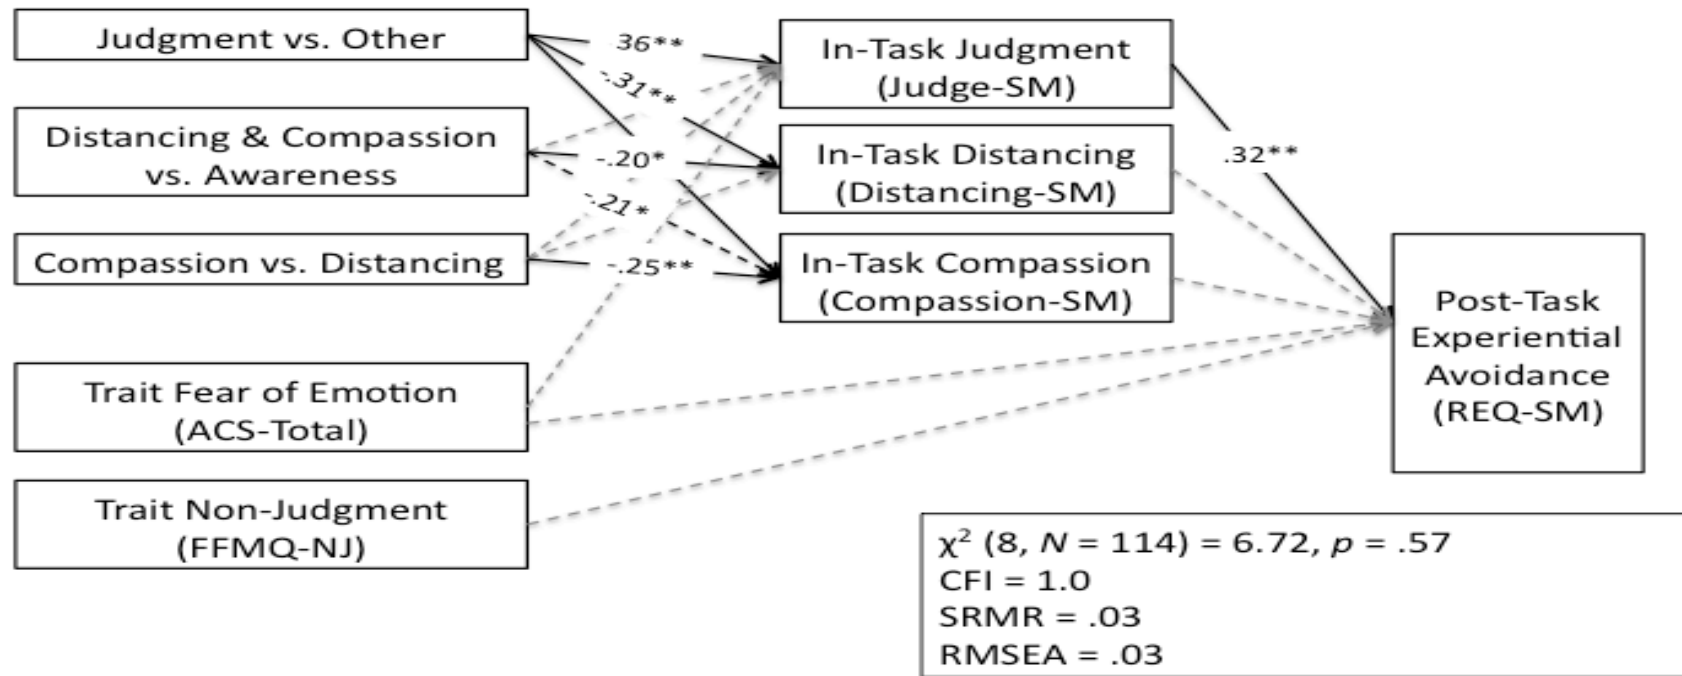 Judgment vs. Other
Distancing & Compassion
vs. Awareness
Compassion vs. Distancing
Trait Fear of Emotion
(ACS-Total)
Trait Non-Judgment
(FFMQ-NJ)
36**
-.31**
-.20*
-.21*
-.25**
In-Task Judgment
(Judge-SM)
In-Task Distancing
(Distancing-SM)
In-Task Compassion
(Compassion-SM)
.32**
Post-Task
Experiential
Avoidance
(REQ-SM)
χ² (8, N = 114) = 6.72, p = .57
CFI = 1.0
SRMR = .03
RMSEA = .03